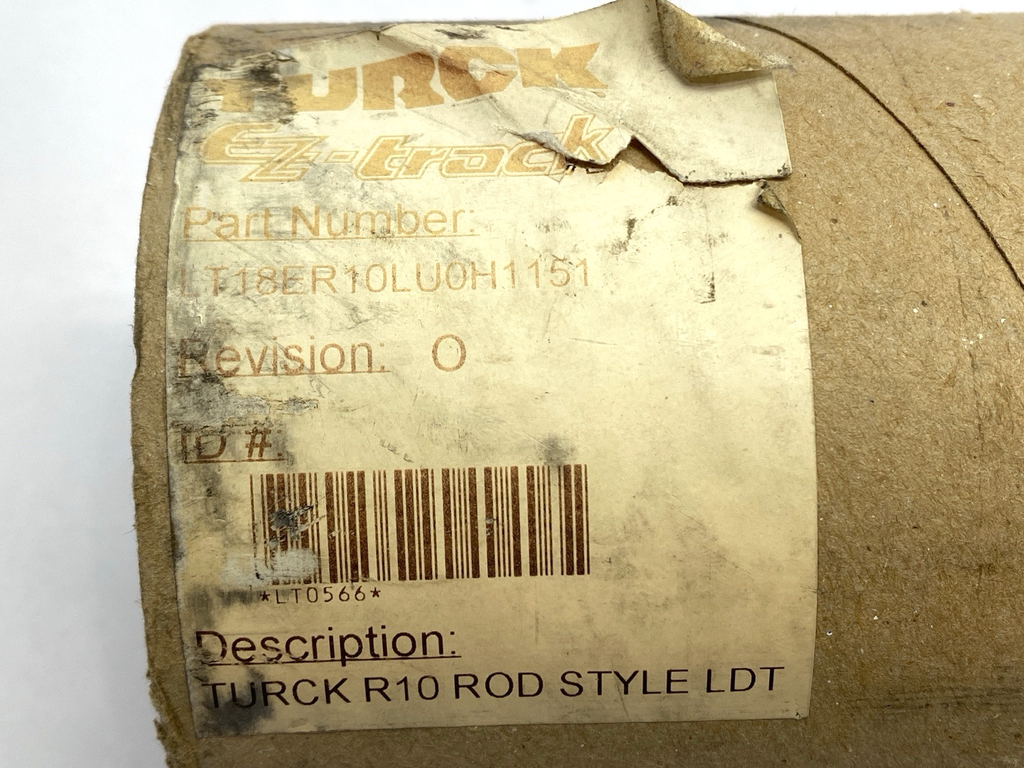 TURCK
EZ-track
Part Number:
LT18ER10LU0H1151
Revision: O
ID #:
*LT0566*
Description:
TURCK R10 ROD STYLE LDT